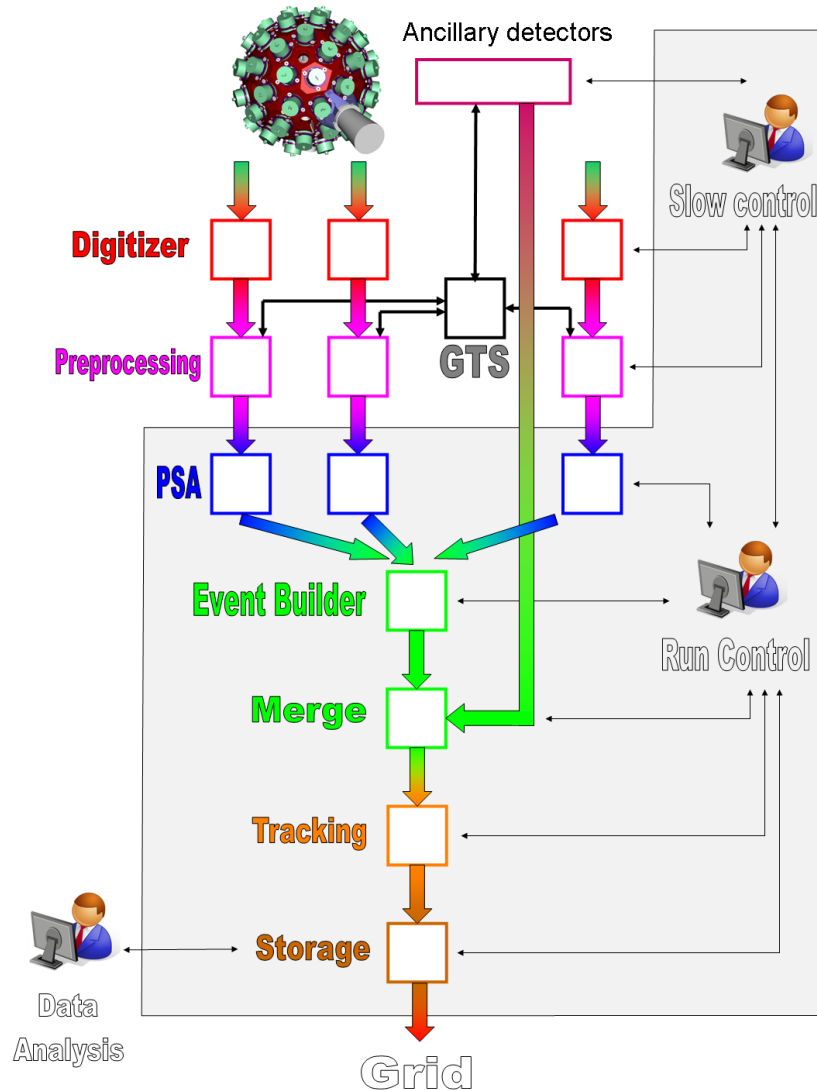 Ancillary detectors
Slow control
Digitizer
Preprocessing
GTS
PSA
Event Builder
Run Control
Merge
Tracking
Storage
Data
Analysis
Grid